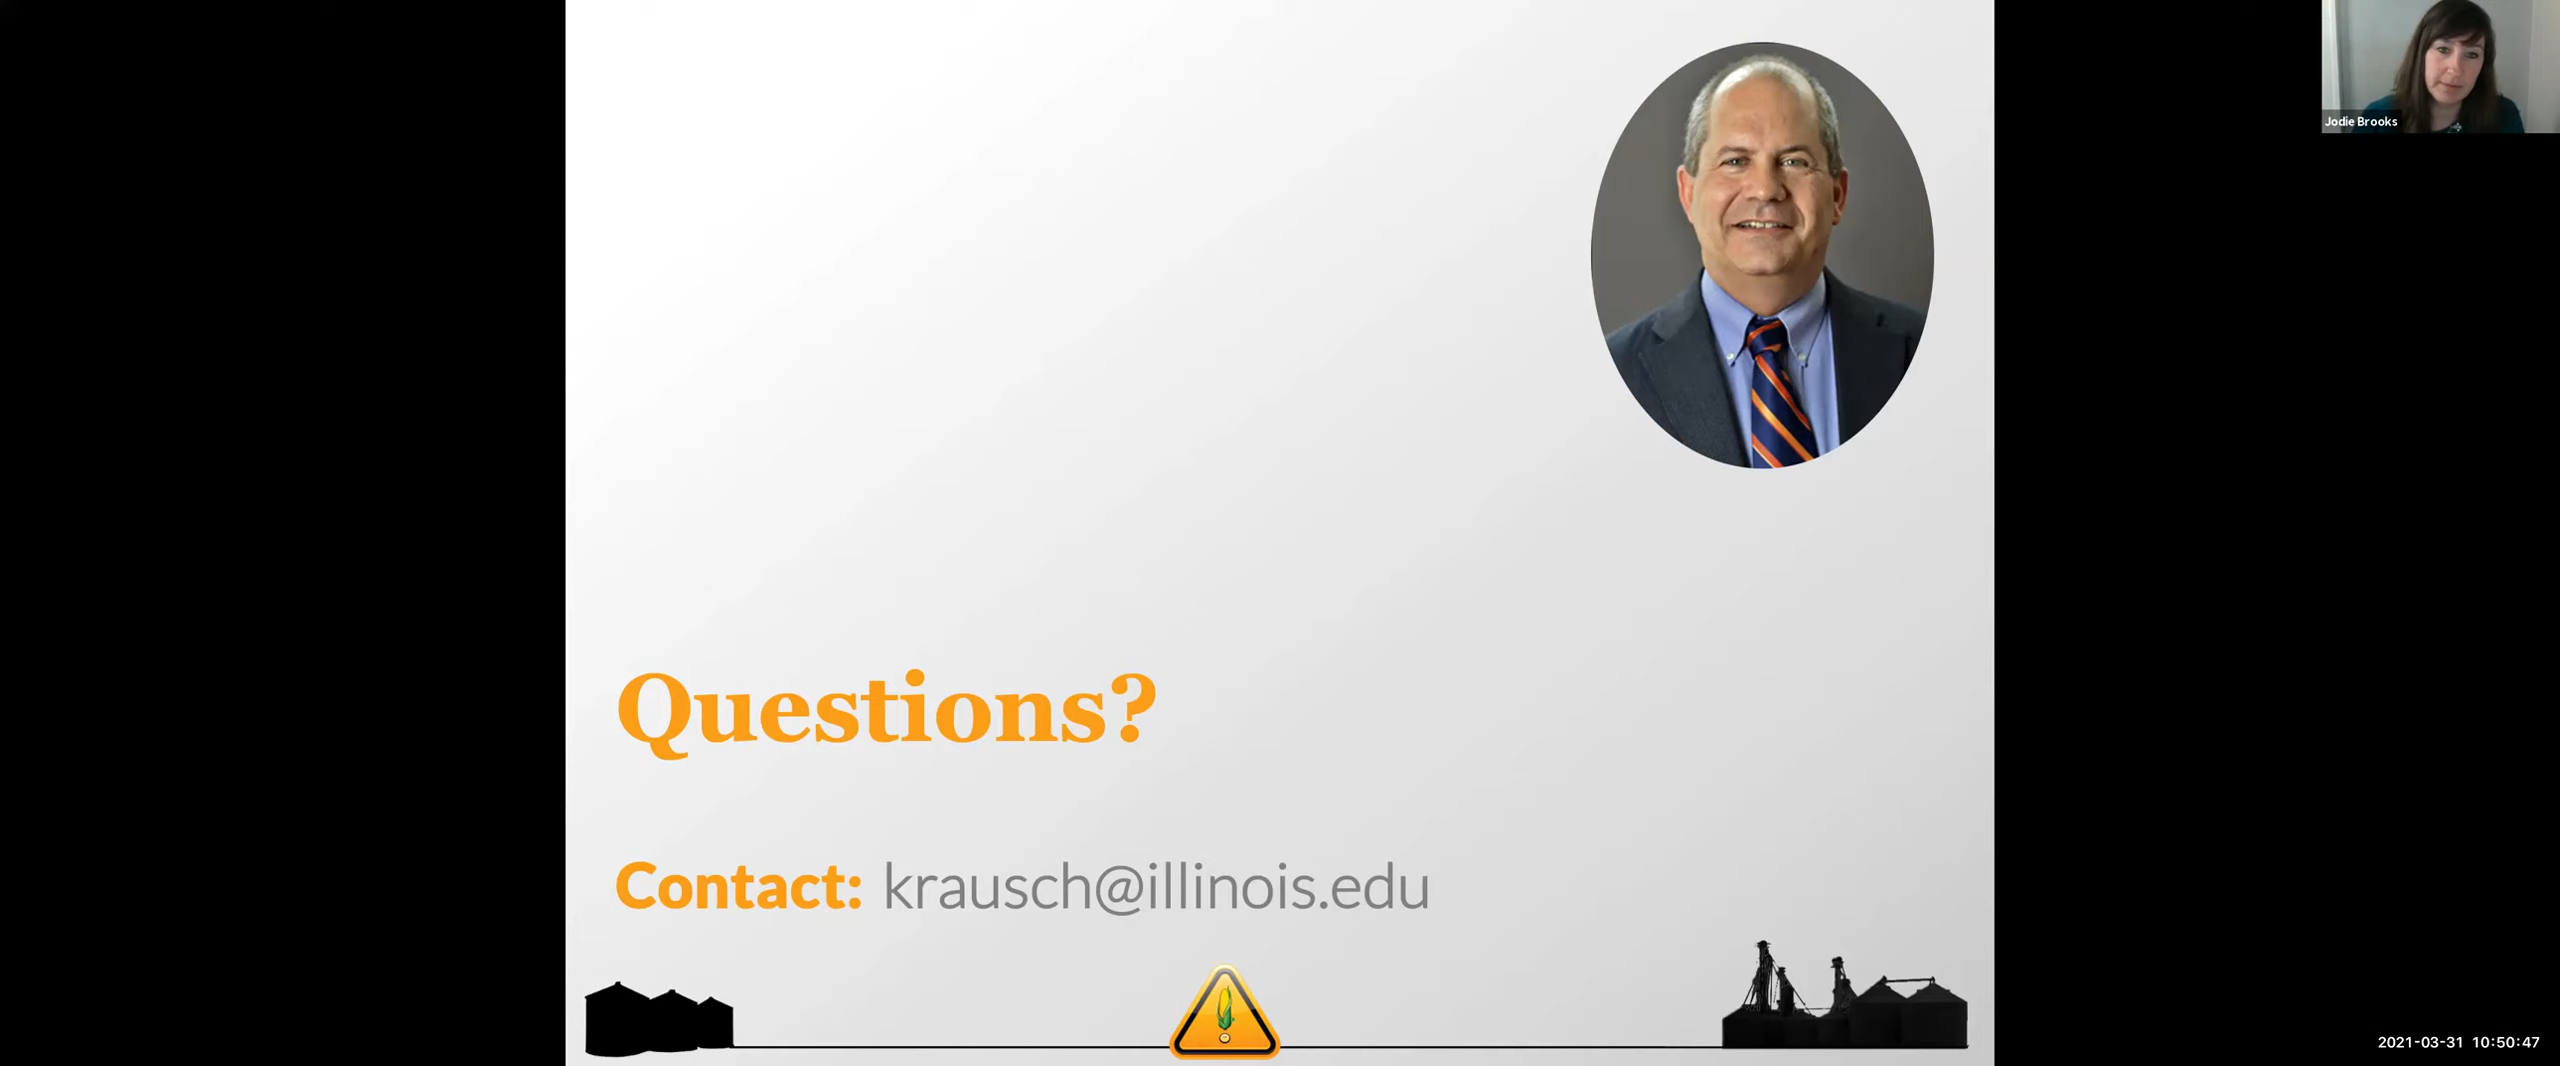 Jodie Brooks
Questions?
Contact: krausch@illinois.edu
2021-03-31 10:50:47